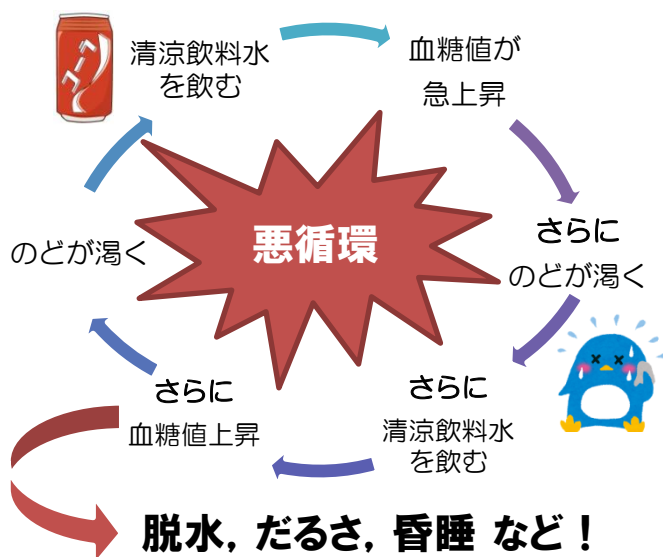 清涼飲料水
を飲む
血糖値が
急上昇
さらに
のどが渇く
さらに
清涼飲料水
を飲む
さらに
血糖値上昇
のどが渇く
悪循環
脱水, だるさ, 昏睡 など！